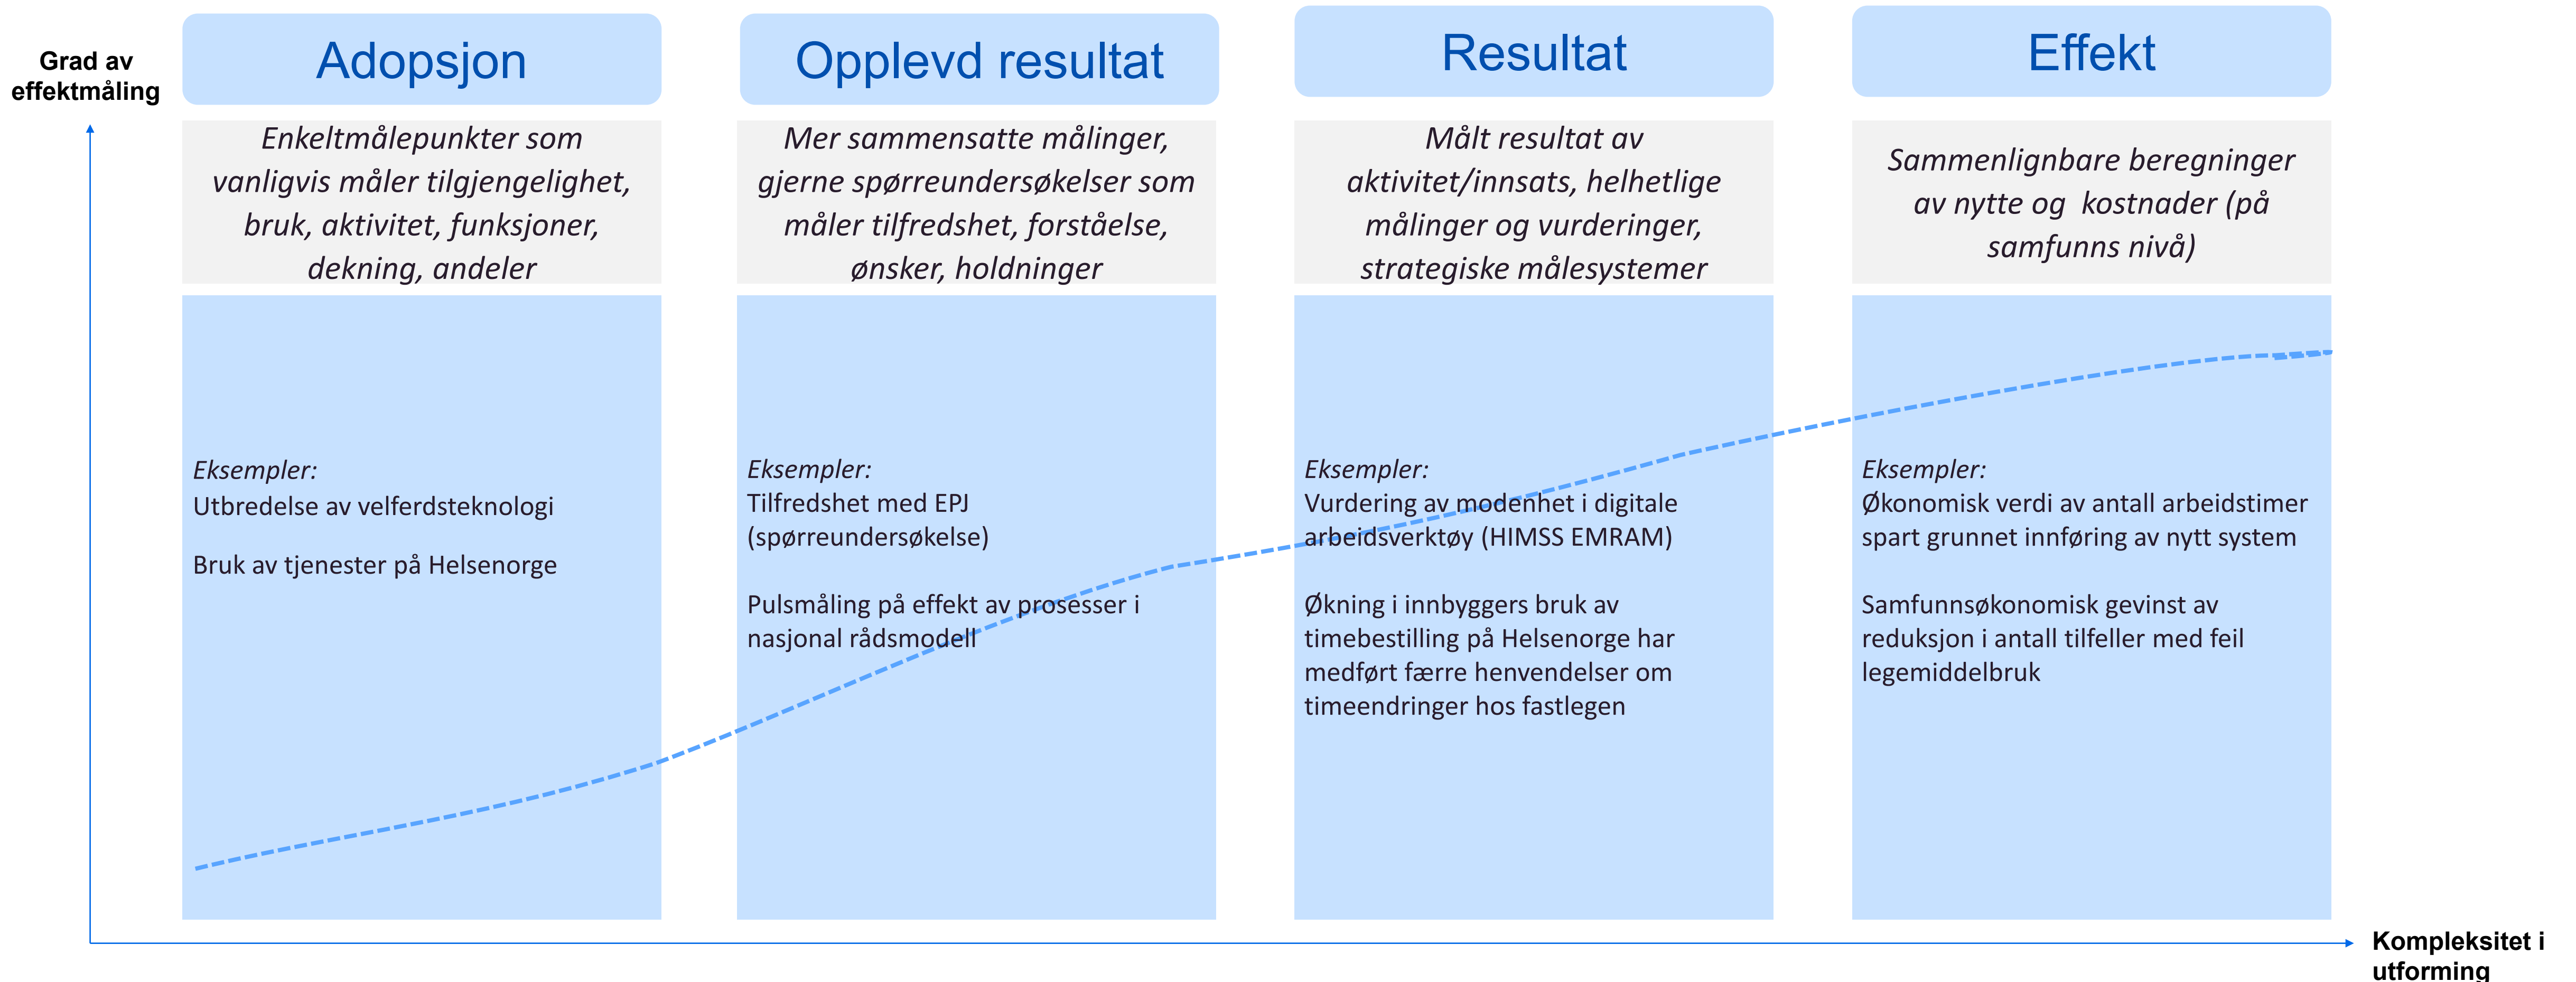 Grad av
effektmåling
Adopsjon
Enkeltmålepunkter som
vanligvis måler tilgjengelighet,
bruk, aktivitet, funksjoner,
dekning, andeler
Eksempler:
Utbredelse av velferdsteknologi
Bruk av tjenester på Helsenorge
Opplevd resultat
Mer sammensatte målinger,
gjerne spørreundersøkelser som
måler tilfredshet, forståelse,
ønsker, holdninger
Eksempler:
Tilfredshet med EPJ
(spørreundersøkelse)
Pulsmåling på effekt av prosesser i
nasjonal rådsmodell
Resultat
Målt resultat av
aktivitet/innsats, helhetlige
målinger og vurderinger,
strategiske målesystemer
Eksempler:
Vurdering av modenhet i digitale
arbeidsverktøy (HIMSS EMRAM)
Økning i innbyggers bruk av
timebestilling på Helsenorge har
medført færre henvendelser om
timeendringer hos fastlegen
Effekt
Sammenlignbare beregninger
av nytte og  kostnader (på
samfunns nivå)
Eksempler:
Økonomisk verdi av antall arbeidstimer
spart grunnet innføring av nytt system
Samfunnsøkonomisk gevinst av
reduksjon i antall tilfeller med feil
legemiddelbruk
Kompleksitet i
utforming